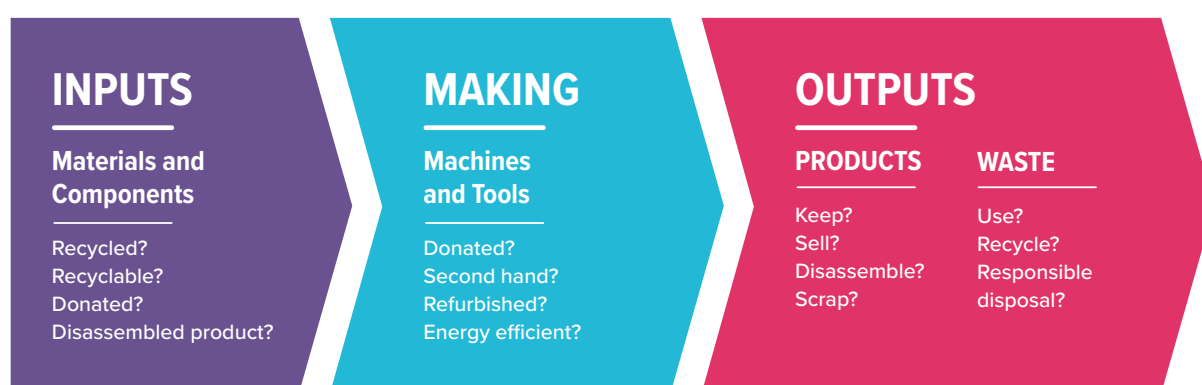 INPUTS
Materials and
Components
Recycled?
Recyclable?
Donated?
Disassembled product?
MAKING
Machines
and Tools
Donated?
Second hand?
Refurbished?
Energy efficient?
OUTPUTS
PRODUCTS
Keep?
Sell?
Disassemble?
Scrap?
WASTE
Use?
Recycle?
Responsible
disposal?